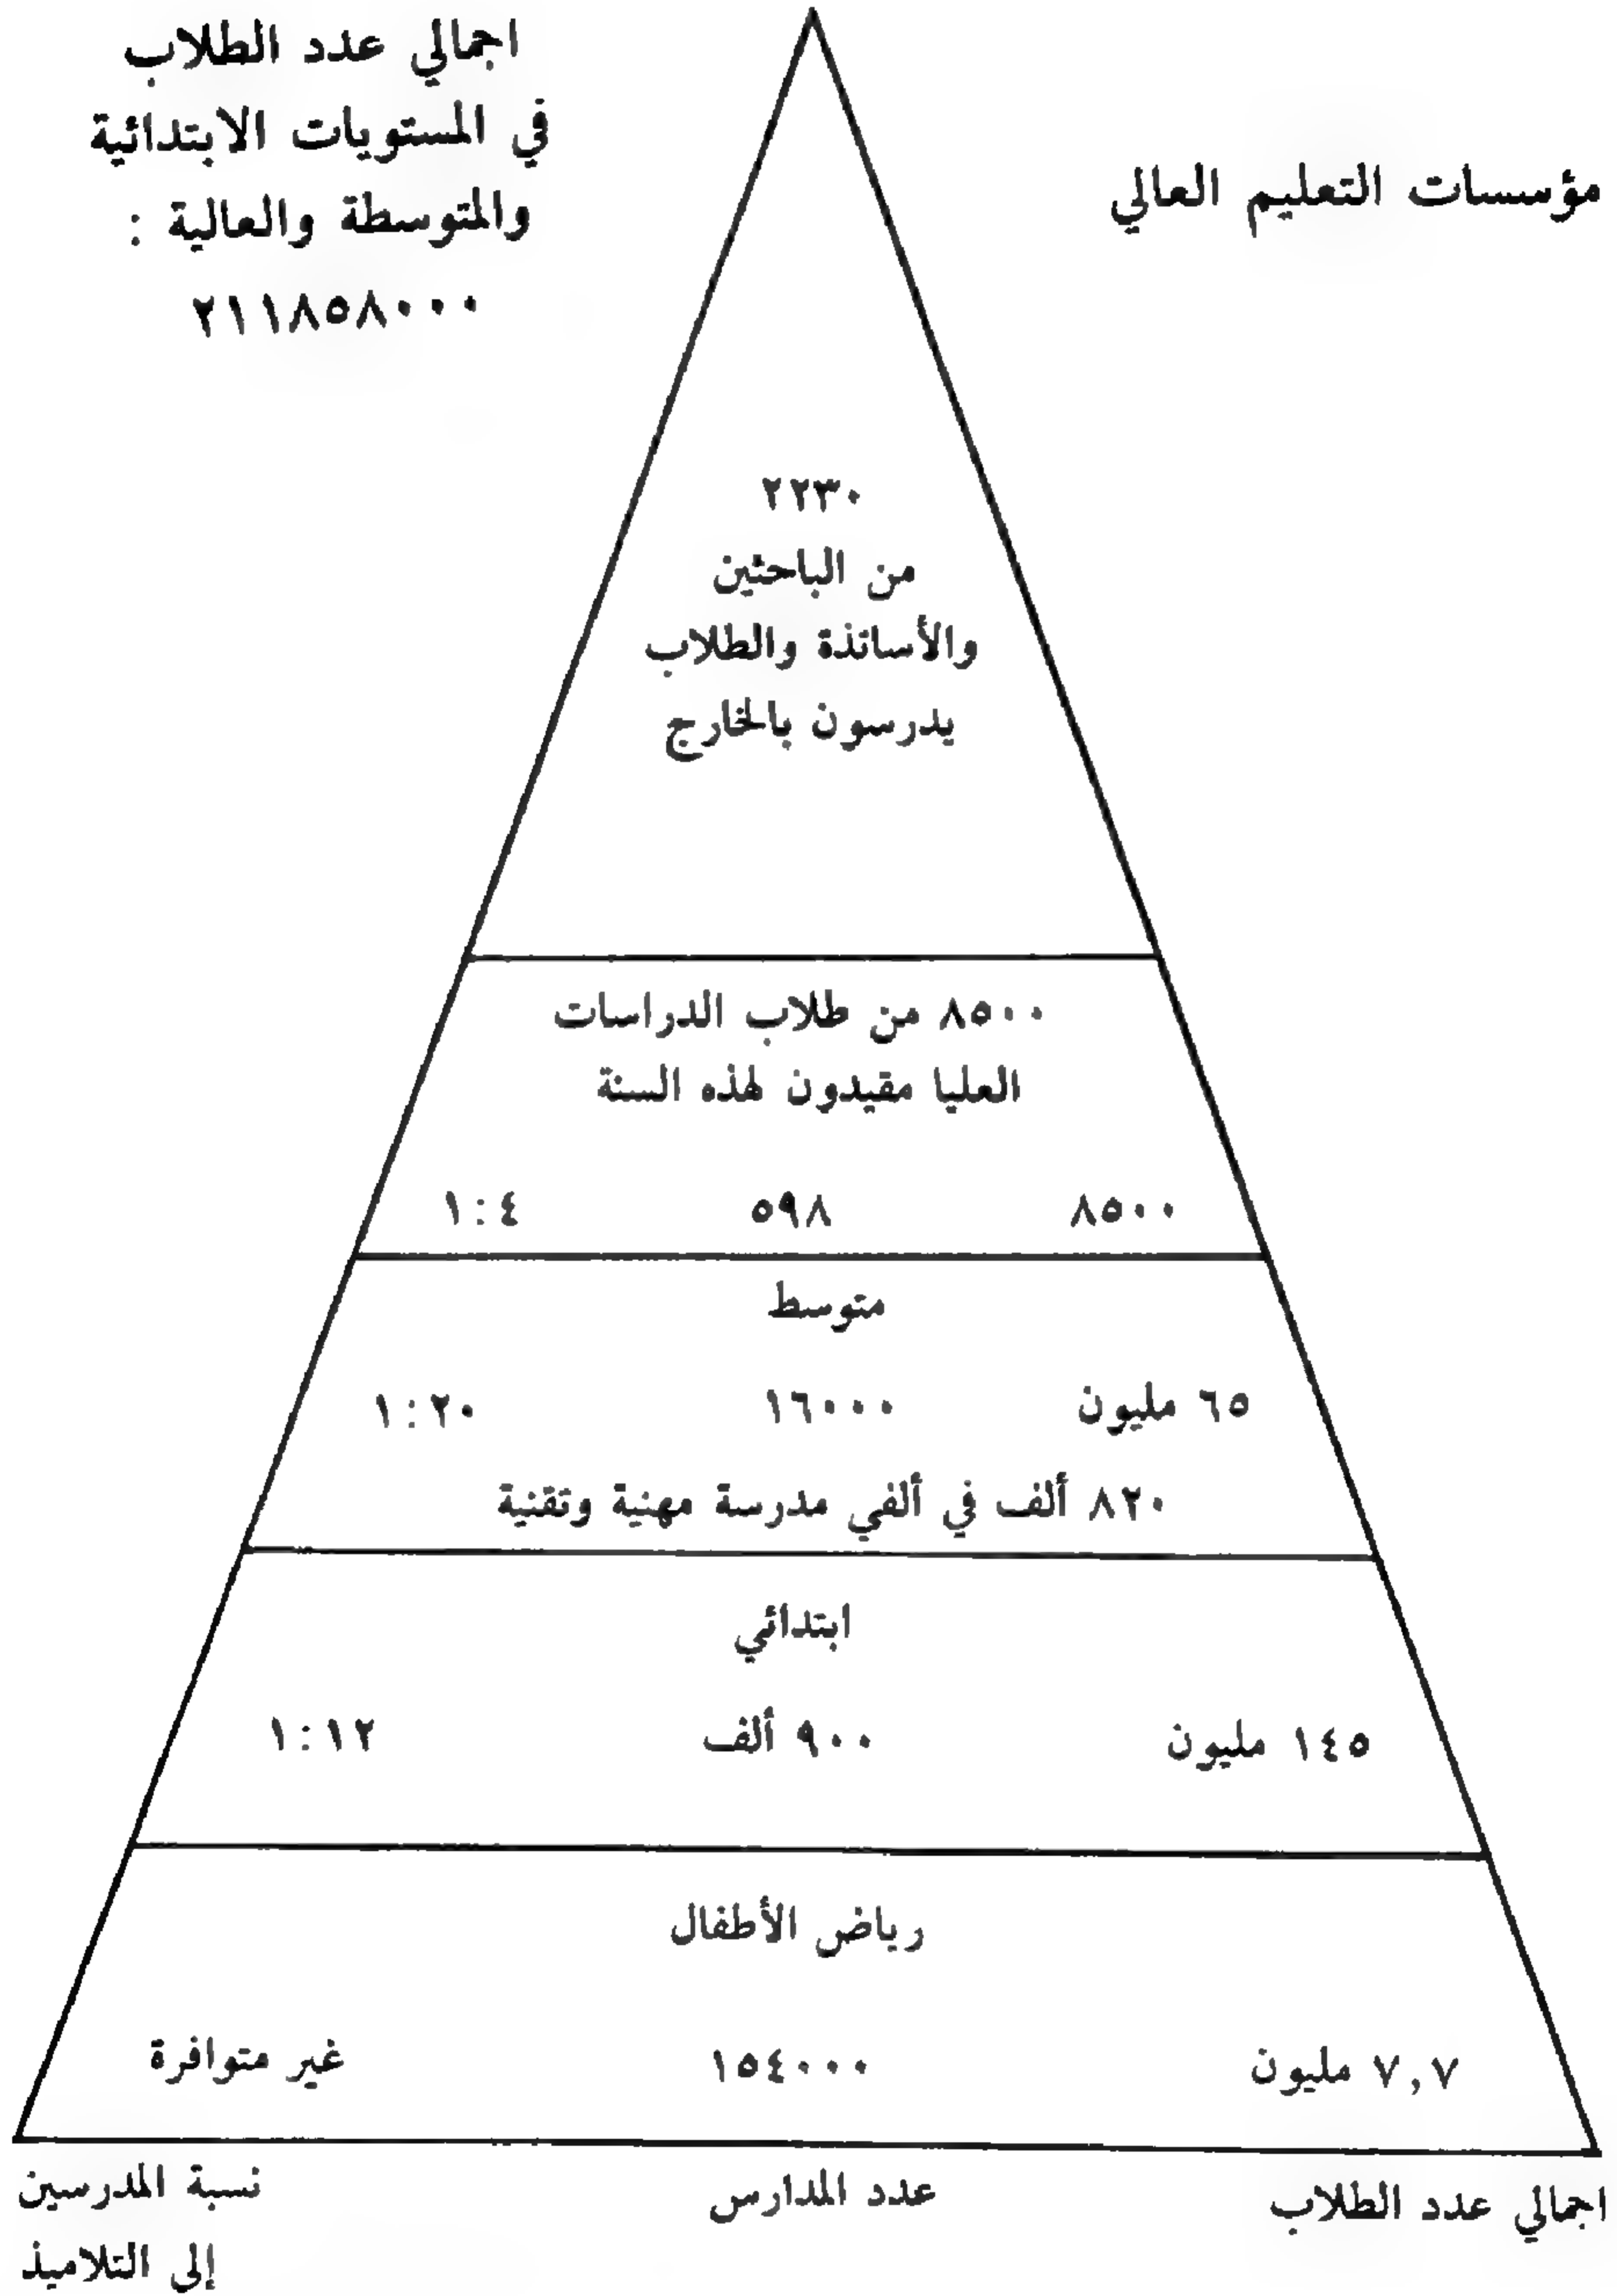 مؤسسات التعليم العالي
اجمالي عدد الطلاب
في المستويات الابتدائية
والمتوسطة والعالية :
٢١١٨٥٨٠٠٠
٢٢٣٠
من الباحثين
والأساتذة والطلاب
يدرسون بالخارج
٨٥٠٠ من طلاب الدراسات
العليا مقيدون لهذه السنة
٨٥٠٠ ٥٩٨ ١:٤
متوسط
٦٥ مليون ١٦٠٠٠ ١:٢٠
٨٢٠ ألف في ألفي مدرسة مهنية وتقنية
ابتدائي
١٤٥ مليون ٩٠٠ ألف ١:١٢
رياض الأطفال
٧,٧ مليون ١٥٤٠٠٠ غير متوافرة
اجمالي عدد الطلاب عدد المدارس نسبة المدرسين
إلى التلاميذ